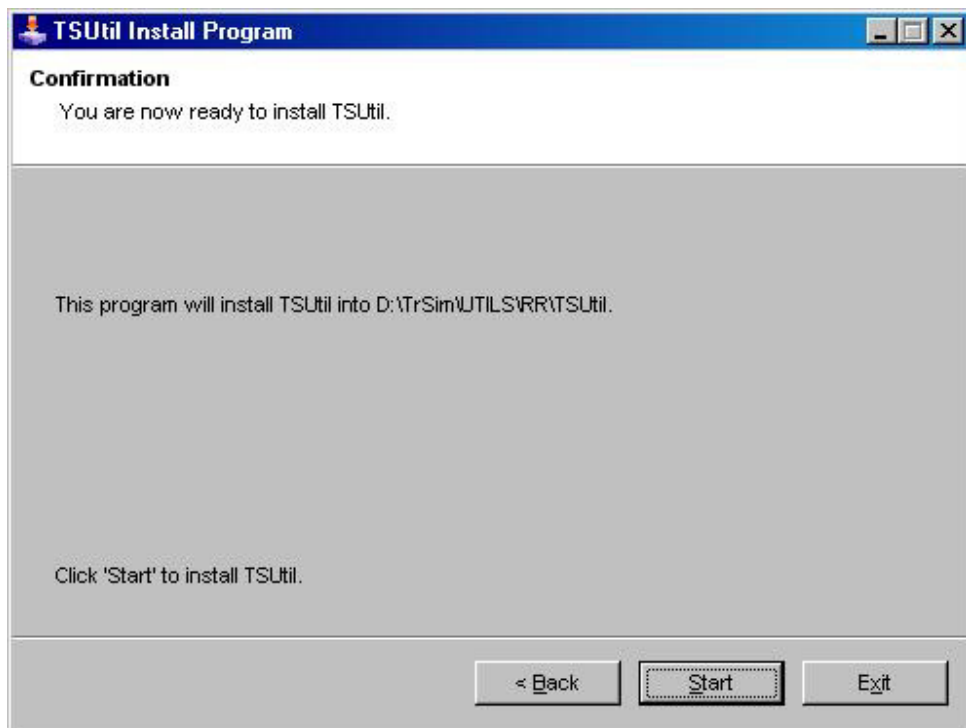 TSUtil Install Program
Confirmation
You are now ready to install TSUtil.
This program will install TSUtil into D:\TrSim\UTILS\RR\TSUtil.
Click 'Start' to install TSUtil.
< Back
Start
Exit